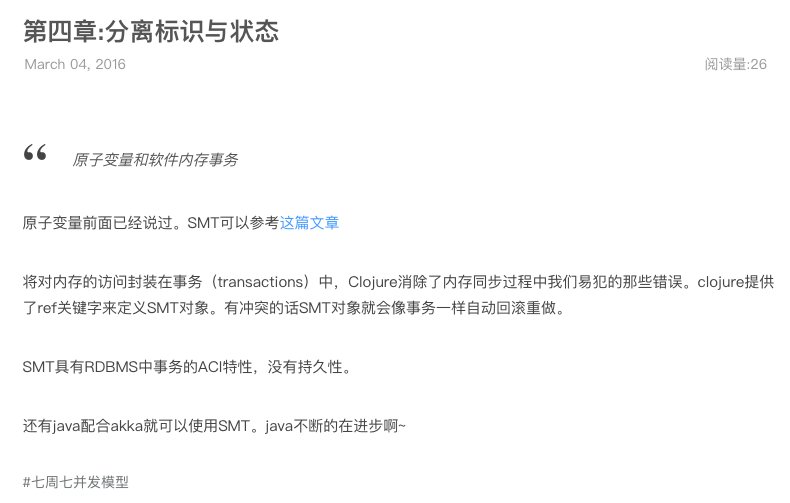 第四章:分离标识与状态
March 04, 2016 阅读量:26
“ 原子变量和软件内存事务
原子变量前面已经说过。SMT可以参考这篇文章
将对内存的访问封装在事务（transactions）中，Clojure消除了内存同步过程中我们易犯的那些错误。clojure提供
了ref关键字来定义SMT对象。有冲突的话SMT对象就会像事务一样自动回滚重做。
SMT具有RDBMS中事务的ACI特性，没有持久性。
还有java配合akka就可以使用SMT。java不断的在进步啊~
#七周七并发模型